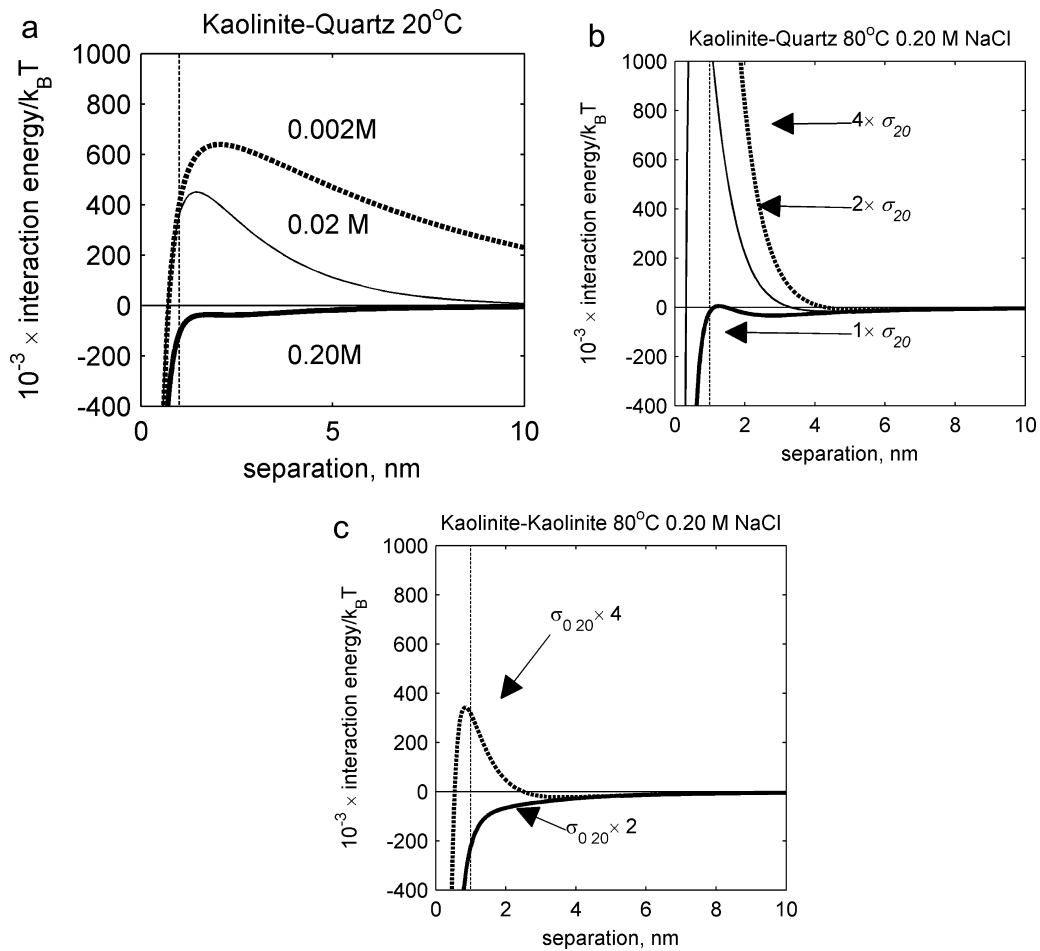 a
Kaolinite-Quartz 20°C
10⁻³ × interaction energy/k_BT
1000
800
600
400
200
0
-200
-400
0.002M
0.02 M
0.20M
0
5
10
separation, nm
b
Kaolinite-Quartz 80°C 0.20 M NaCl
10⁻³ × interaction energy/k_BT
1000
800
600
400
200
0
-200
-400
4× σ₂₀
2× σ₂₀
1× σ₂₀
0
2
4
6
8
10
separation, nm
c
Kaolinite-Kaolinite 80°C 0.20 M NaCl
10⁻³ × interaction energy/k_BT
1000
800
600
400
200
0
-200
-400
σ₀ ₂₀× 4
σ₀ ₂₀× 2
0
2
4
6
8
10
separation, nm